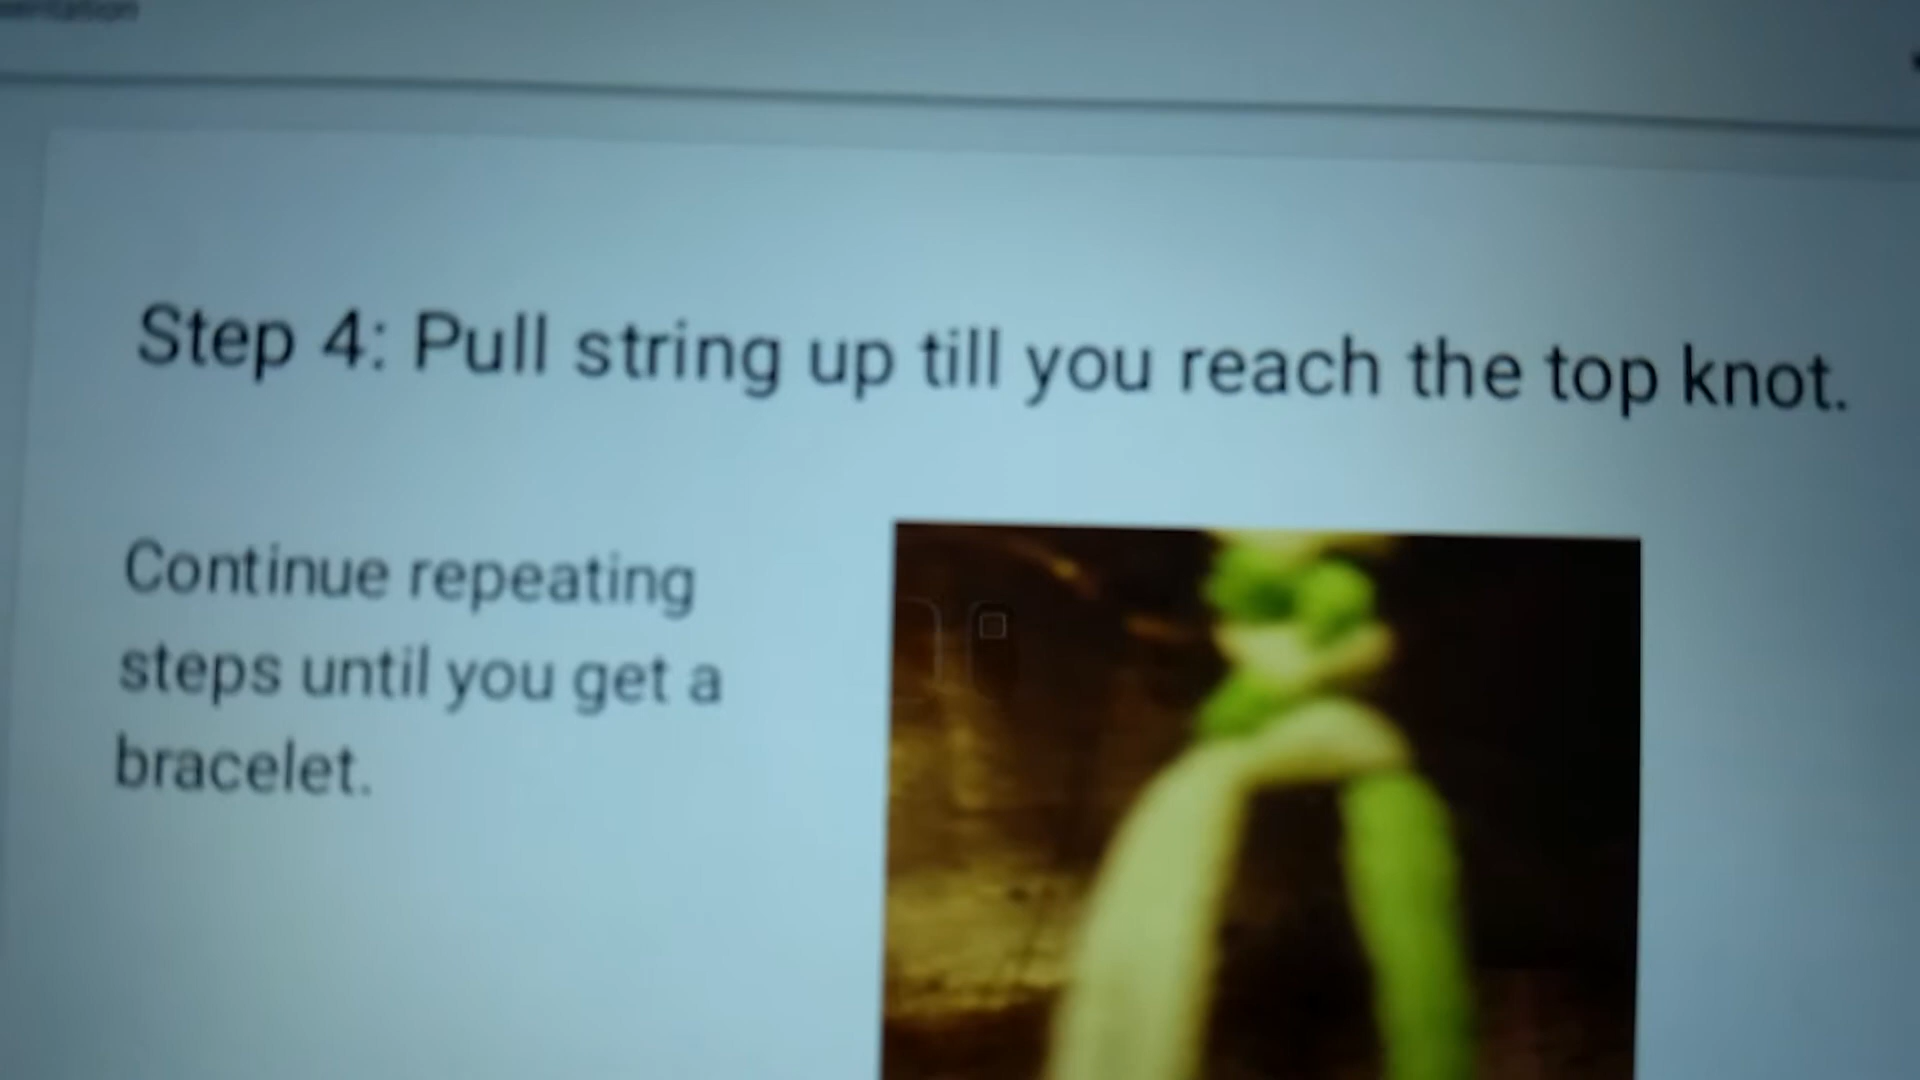 Step 4: Pull string up till you reach the top knot.
Continue repeating
steps until you get a
bracelet.